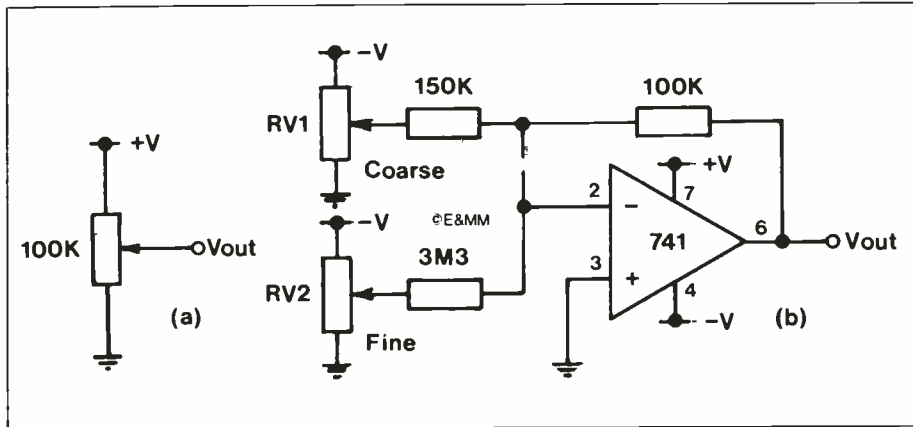 +V
100K
Vout
(a)
-V
RV1
Coarse
150K
100K
-V
RV2
Fine
©E&MM
3M3
2
3
-
+
741
+V
7
6
4
-V
Vout
(b)